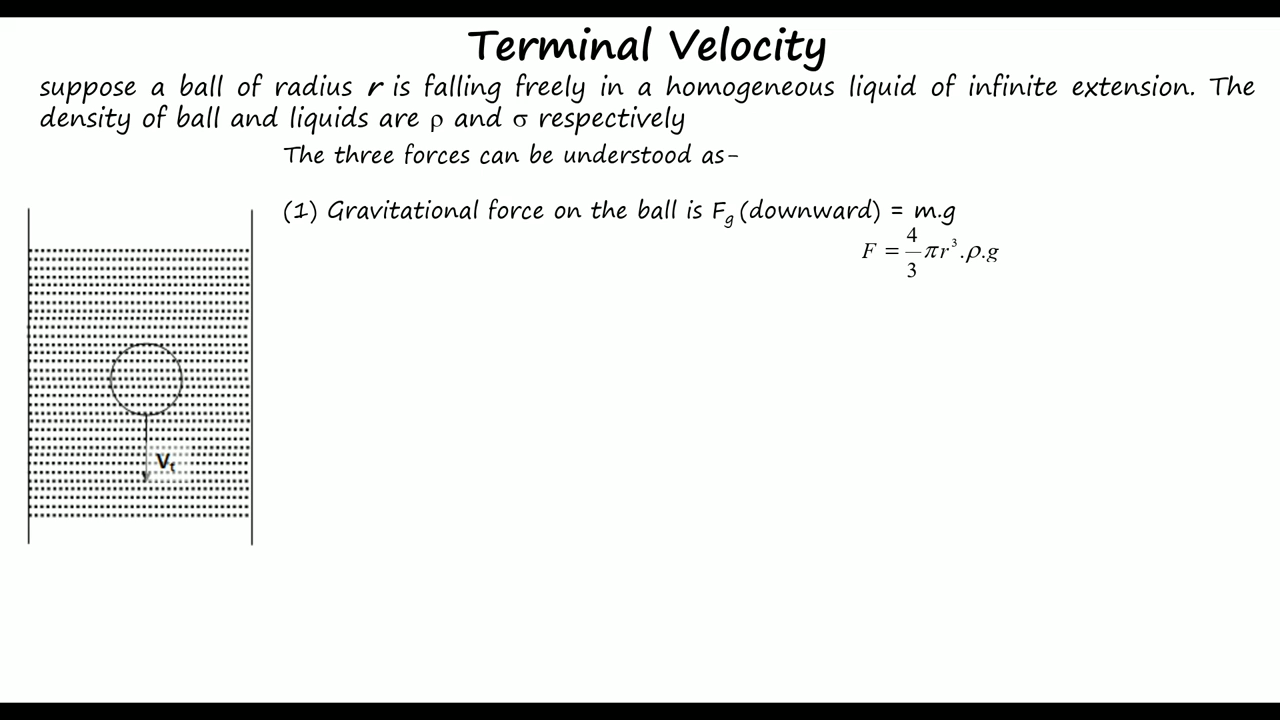 Terminal Velocity
suppose a ball of radius r is falling freely in a homogeneous liquid of infinite extension. The
density of ball and liquids are ρ and σ respectively
The three forces can be understood as-
(1) Gravitational force on the ball is Fg (downward) = m.g
F = 4/3 πr³.ρ.g
Vt